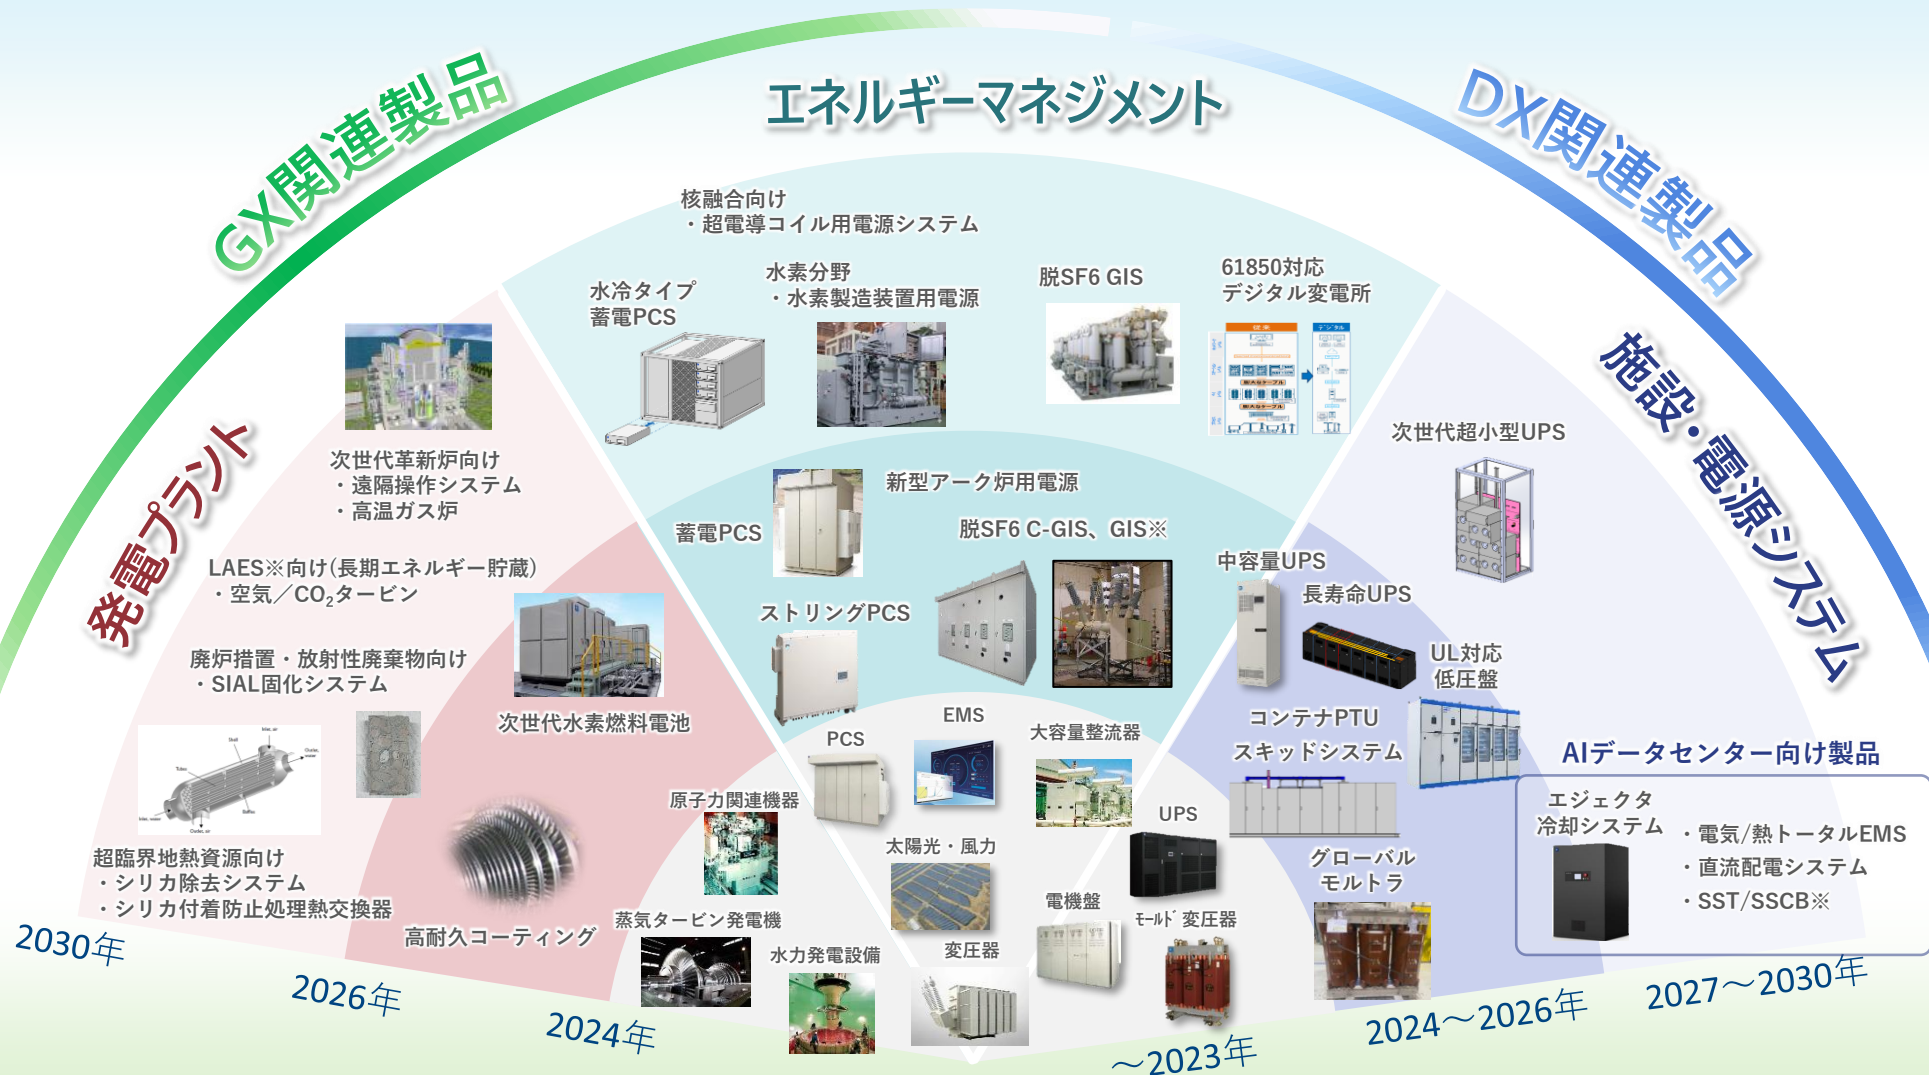 GX関連製品
エネルギーマネジメント
DX関連製品
発電プラント
施設・電源システム
核融合向け
・超電導コイル用電源システム
水冷タイプ
蓄電PCS
水素分野
・水素製造装置用電源
脱SF6 GIS
61850対応
デジタル変電所
従来
デジタル
次世代革新炉向け
・遠隔操作システム
・高温ガス炉
次世代超小型UPS
新型アーク炉用電源
蓄電PCS
脱SF6 C-GIS、GIS※
ストリングPCS
LAES※向け(長期エネルギー貯蔵)
・空気／CO₂タービン
中容量UPS
長寿命UPS
UL対応
低圧盤
廃炉措置・放射性廃棄物向け
・SIAL固化システム
次世代水素燃料電池
コンテナPTU
スキッドシステム
EMS
PCS
大容量整流器
Inlet, air
Shell
Outlet, water
Tubes
Baffles
Inlet, water
Outlet, air
AIデータセンター向け製品
エジェクタ
冷却システム
・電気/熱トータルEMS
・直流配電システム
・SST/SSCB※
原子力関連機器
UPS
太陽光・風力
グローバル
モルトラ
超臨界地熱資源向け
・シリカ除去システム
・シリカ付着防止処理熱交換器
高耐久コーティング
蒸気タービン発電機
電機盤
ﾓｰﾙﾄﾞ変圧器
水力発電設備
変圧器
2030年
2026年
2024年
～2023年
2024～2026年
2027～2030年